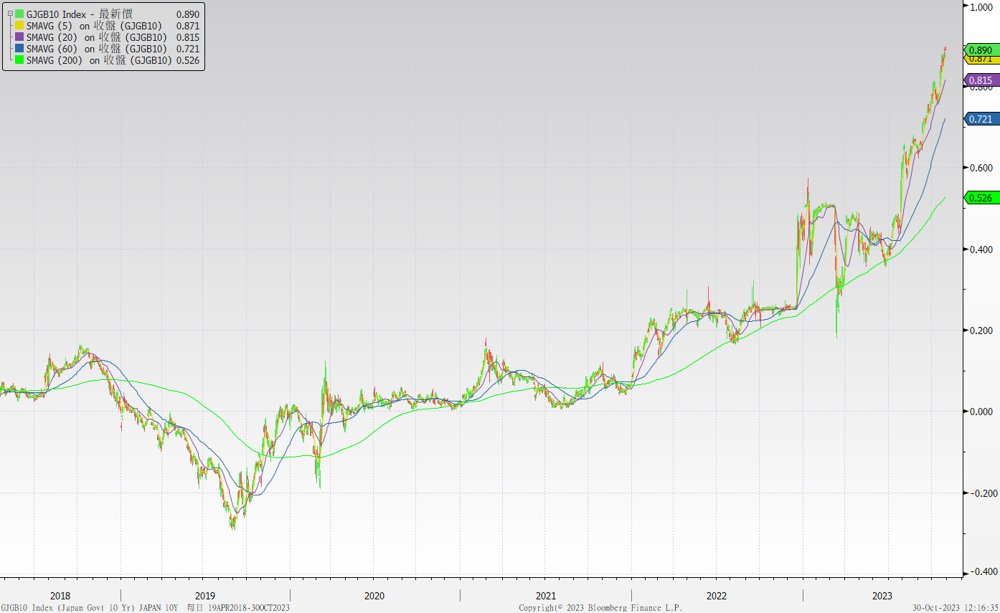 GJGB10 Index - 最新價 0.890
SMAVG (5) on 收盤 (GJGB10) 0.871
SMAVG (20) on 收盤 (GJGB10) 0.815
SMAVG (60) on 收盤 (GJGB10) 0.721
SMAVG (200) on 收盤 (GJGB10) 0.526
1.000
0.890
0.871
0.815
0.800
0.721
0.600
0.526
0.400
0.200
0.000
-0.200
-0.400
2018 2019 2020 2021 2022 2023
GJGB10 Index (Japan Govt 10 Yr) JAPAN 10Y 每日 19APR2018-30OCT2023 Copyright© 2023 Bloomberg Finance L.P. 30-Oct-2023 12:16:35